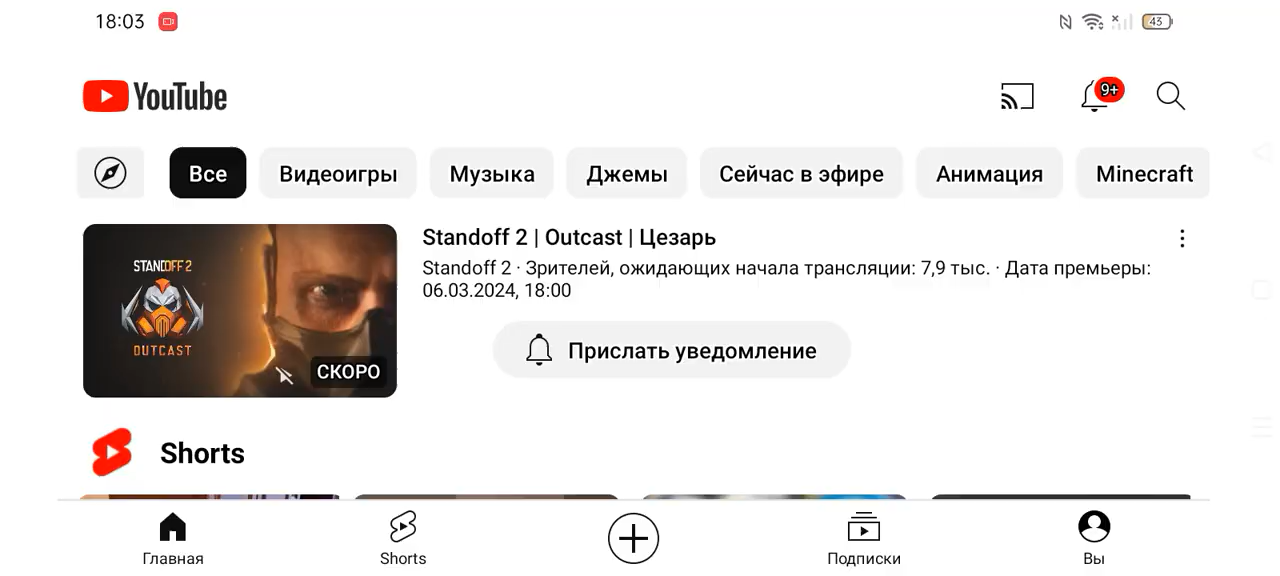 18:03
43
YouTube
9+
Все
Видеоигры
Музыка
Джемы
Сейчас в эфире
Анимация
Minecraft
STANDOFF 2
OUTCAST
СКОРО
Standoff 2 | Outcast | Цезарь
Standoff 2 · Зрителей, ожидающих начала трансляции: 7,9 тыс. · Дата премьеры:
06.03.2024, 18:00
Прислать уведомление
Shorts
Главная
Shorts
Подписки
Вы